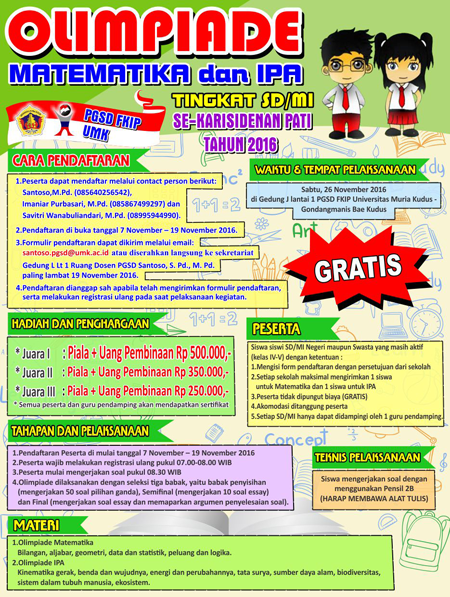 OLIMPIADE
MATEMATIKA dan IPA
TINGKAT SD/MI
SE-KARISIDENAN PATI
TAHUN 2016
PGSD FKIP
UMK
CARA PENDAFTARAN
1.Peserta dapat mendaftar melalui contact person berikut:
Santoso,M.Pd. (085640256542),
Imaniar Purbasari, M.Pd. (085867499297) dan
Savitri Wanabuliandari, M.Pd. (08995944990).
2.Pendaftaran di buka tanggal 7 November – 19 November 2016.
3.Formulir pendaftaran dapat dikirim melalui email:
santoso.pgsd@umk.ac.id atau diserahkan langsung ke sekretariat
Gedung L Lt 1 Ruang Dosen PGSD Santoso, S. Pd., M. Pd.
paling lambat 19 November 2016.
4.Pendaftaran dianggap sah apabila telah mengirimkan formulir pendaftaran,
serta melakukan registrasi ulang pada saat pelaksanaan kegiatan.
WAKTU & TEMPAT PELAKSANAAN
Sabtu, 26 November 2016
di Gedung J lantai 1 PGSD FKIP Universitas Muria Kudus -
Gondangmanis Bae Kudus
1+1=2
Art
GRATIS
HADIAH DAN PENGHARGAAN
* Juara I : Piala + Uang Pembinaan Rp 500.000,-
* Juara II : Piala + Uang Pembinaan Rp 350.000,-
* Juara III : Piala + Uang Pembinaan Rp 250.000,-
* Semua peserta dan guru pendamping akan mendapatkan sertifikat
PESERTA
Siswa siswi SD/MI Negeri maupun Swasta yang masih aktif
(kelas IV-V) dengan ketentuan :
1.Mengisi form pendaftaran dengan persetujuan dari sekolah
2.Setiap sekolah maksimal mengirimkan 1 siswa
untuk Matematika dan 1 siswa untuk IPA
3.Peserta tidak dipungut biaya (GRATIS)
4.Akomodasi ditanggung peserta
5.Setiap SD/MI hanya dapat didampingi oleh 1 guru pendamping.
TAHAPAN DAN PELAKSANAAN
1.Pendaftaran Peserta di mulai tanggal 7 November – 19 November 2016
2.Peserta wajib melakukan registrasi ulang pukul 07.00-08.00 WIB
3.Peserta mulai mengerjakan soal pukul 08.30 WIB
4.Olimpiade dilaksanakan dengan seleksi tiga babak, yaitu babak penyisihan
(mengerjakan 50 soal pilihan ganda), Semifinal (mengerjakan 10 soal essay)
dan Final (mengerjakan soal essay dan memaparkan argumen penyelesaian soal).
Concept
TEKNIS PELAKSANAAN
Siswa mengerjakan soal dengan
menggunakan Pensil 2B
(HARAP MEMBAWA ALAT TULIS)
MATERI
1.Olimpiade Matematika
Bilangan, aljabar, geometri, data dan statistik, peluang dan logika.
2.Olimpiade IPA
Kinematika gerak, benda dan wujudnya, energi dan perubahannya, tata surya, sumber daya alam, biodiversitas,
sistem dalam tubuh manusia, ekosistem.